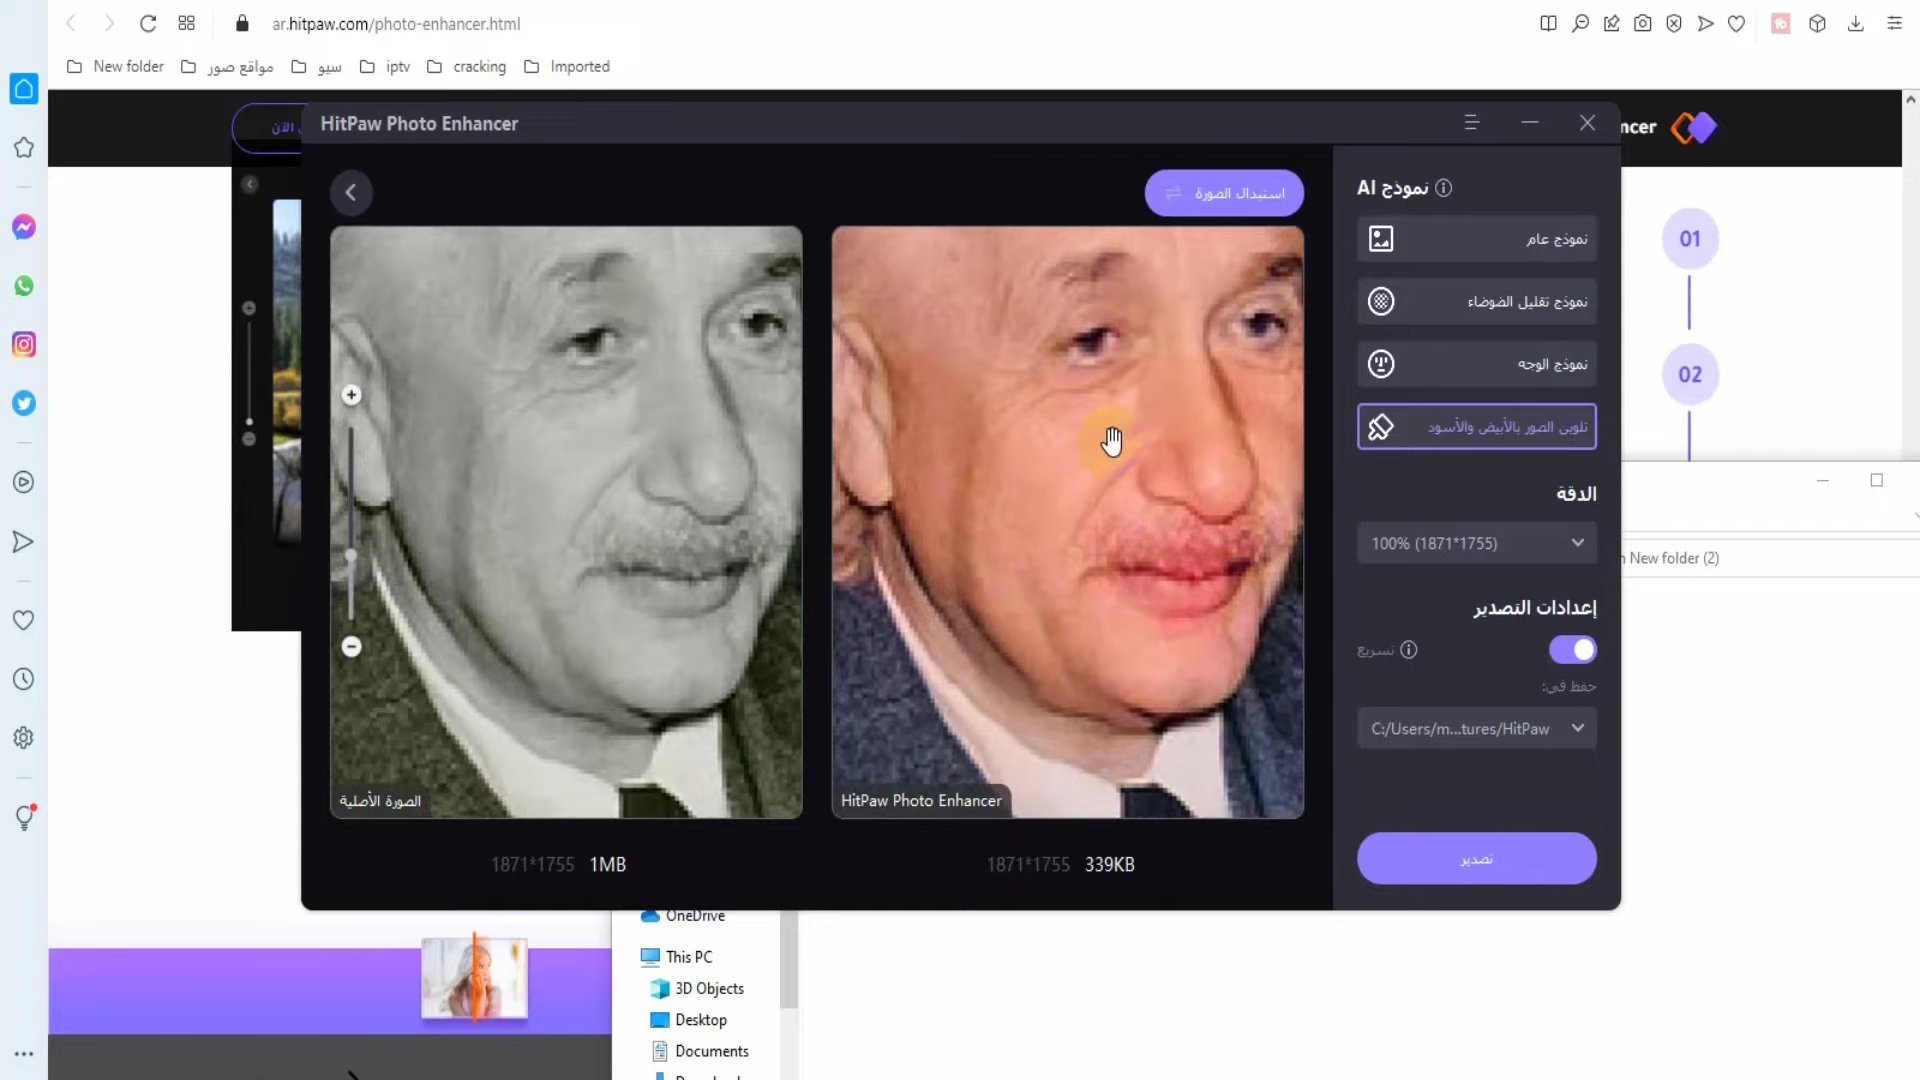 ar.hitpaw.com/photo-enhancer.html
New folder
مواقع صور
سيو
iptv
cracking
Imported
HitPaw Photo Enhancer
استبدال الصورة
الصورة الأصلية
HitPaw Photo Enhancer
1871*1755 1MB
1871*1755 339KB
نموذج AI
نموذج عام
نموذج تقليل الضوضاء
نموذج الوجه
تلوين الصور بالأبيض والأسود
الدقة
100% (1871*1755)
إعدادات التصدير
تسريع
حفظ في:
C:/Users/m...tures/HitPaw
تصدير
01
02
New folder (2)
OneDrive
This PC
3D Objects
Desktop
Documents